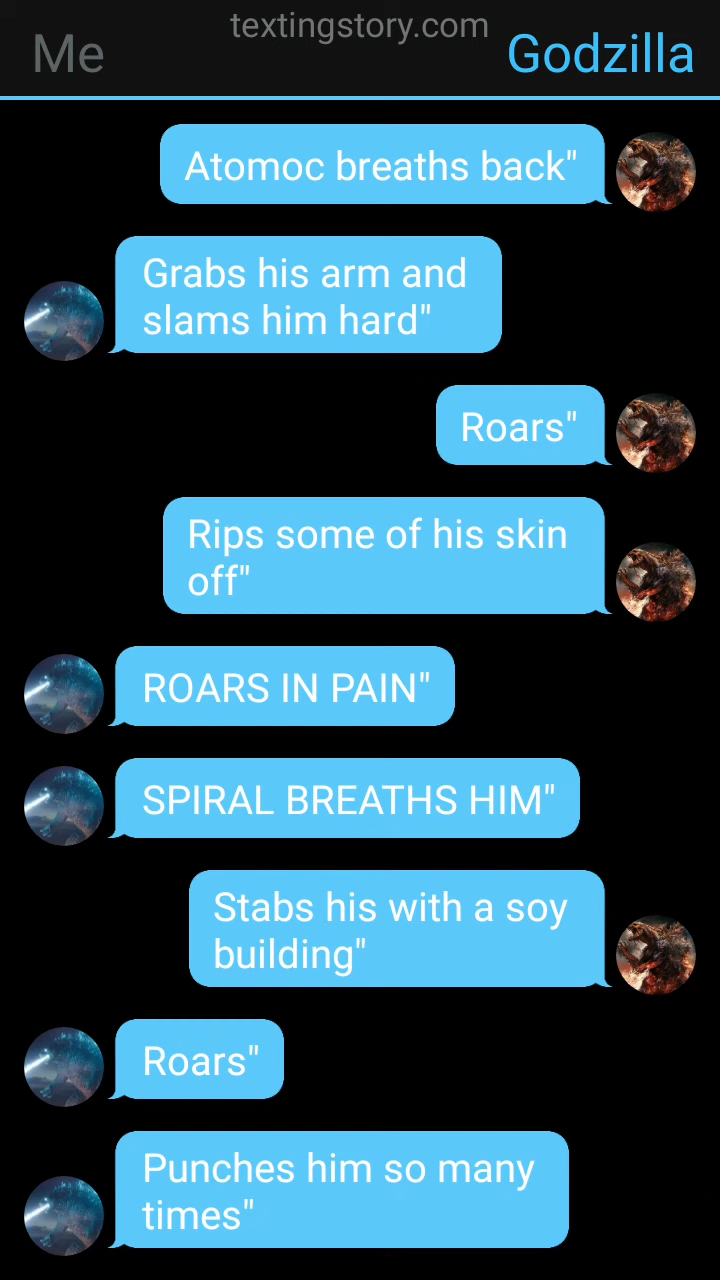 textingstory.com
Me
Godzilla
Atomoc breaths back"
Grabs his arm and
slams him hard"
Roars"
Rips some of his skin
off"
ROARS IN PAIN"
SPIRAL BREATHS HIM"
Stabs his with a soy
building"
Roars"
Punches him so many
times"